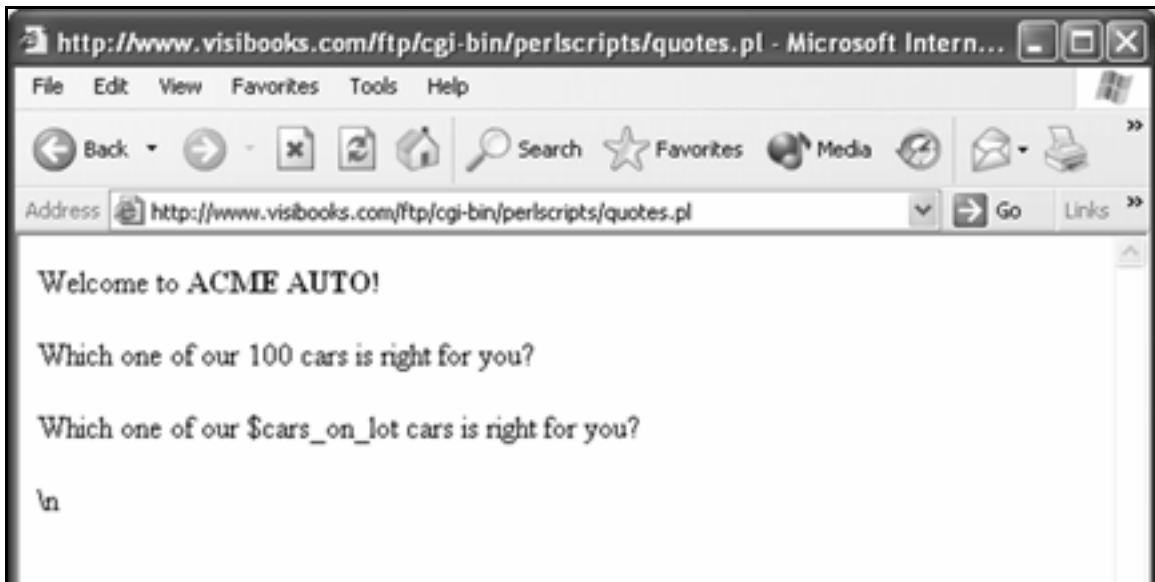 http://www.visibooks.com/ftp/cgi-bin/perlscripts/quotes.pl - Microsoft Intern...
File Edit View Favorites Tools Help
Back Search Favorites Media »
Address http://www.visibooks.com/ftp/cgi-bin/perlscripts/quotes.pl Go Links »
Welcome to ACME AUTO!
Which one of our 100 cars is right for you?
Which one of our $cars_on_lot cars is right for you?
\n